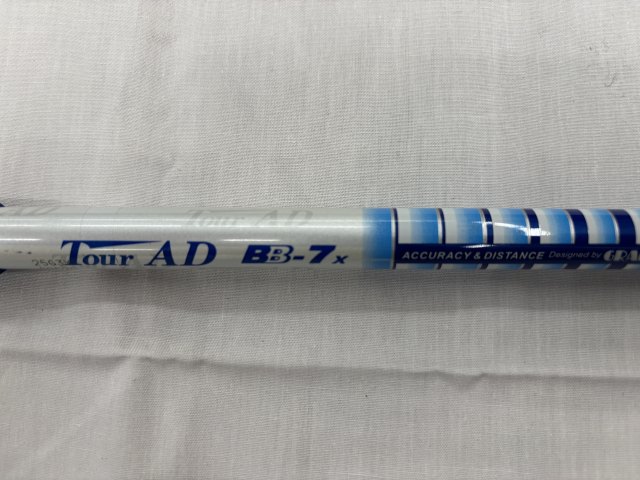 Tour AD BB-7x
ACCURACY & DISTANCE Designed by